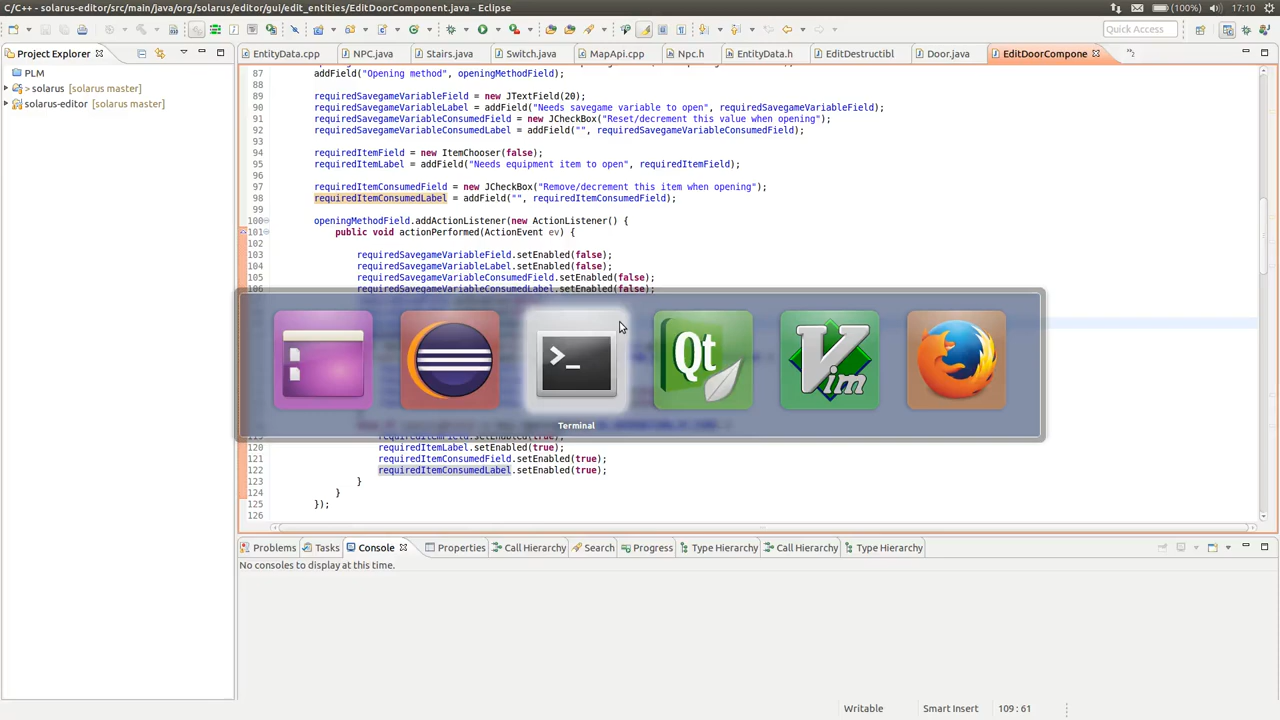 C/C++ - solarus-editor/src/main/java/org/solarus/editor/gui/edit_entities/EditDoorComponent.java - Eclipse
(100%)
17:10
Quick Access
Project Explorer
EntityData.cpp
NPC.java
Stairs.java
Switch.java
MapApi.cpp
Npc.h
EntityData.h
EditDestructibl
Door.java
EditDoorCompone
PLM
> solarus [solarus master]
solarus-editor [solarus master]
87 addField("Opening method", openingMethodField);
88
89 requiredSavegameVariableField = new JTextField(20);
90 requiredSavegameVariableLabel = addField("Needs savegame variable to open", requiredSavegameVariableField);
91 requiredSavegameVariableConsumedField = new JCheckBox("Reset/decrement this value when opening");
92 requiredSavegameVariableConsumedLabel = addField("", requiredSavegameVariableConsumedField);
93
94 requiredItemField = new ItemChooser(false);
95 requiredItemLabel = addField("Needs equipment item to open", requiredItemField);
96
97 requiredItemConsumedField = new JCheckBox("Remove/decrement this item when opening");
98 requiredItemConsumedLabel = addField("", requiredItemConsumedField);
99
100 openingMethodField.addActionListener(new ActionListener() {
101 public void actionPerformed(ActionEvent ev) {
102
103 requiredSavegameVariableField.setEnabled(false);
104 requiredSavegameVariableLabel.setEnabled(false);
105 requiredSavegameVariableConsumedField.setEnabled(false);
106 requiredSavegameVariableConsumedLabel.setEnabled(false);
>_
Qt
Vim
Terminal
119 requiredItemField.setEnabled(true);
120 requiredItemLabel.setEnabled(true);
121 requiredItemConsumedField.setEnabled(true);
122 requiredItemConsumedLabel.setEnabled(true);
123 }
124 }
125 });
126
Problems
Tasks
Console
Properties
Call Hierarchy
Search
Progress
Type Hierarchy
Call Hierarchy
Type Hierarchy
No consoles to display at this time.
Writable
Smart Insert
109 : 61